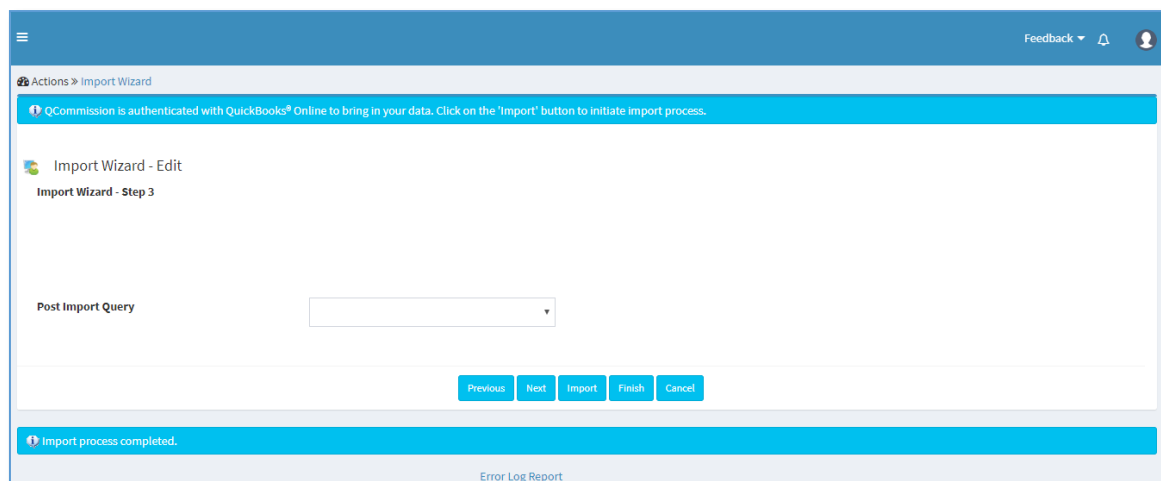 Feedback
Actions » Import Wizard
QCommission is authenticated with QuickBooks® Online to bring in your data. Click on the 'Import' button to initiate import process.
Import Wizard - Edit
Import Wizard - Step 3
Post Import Query
Previous Next Import Finish Cancel
Import process completed.
Error Log Report